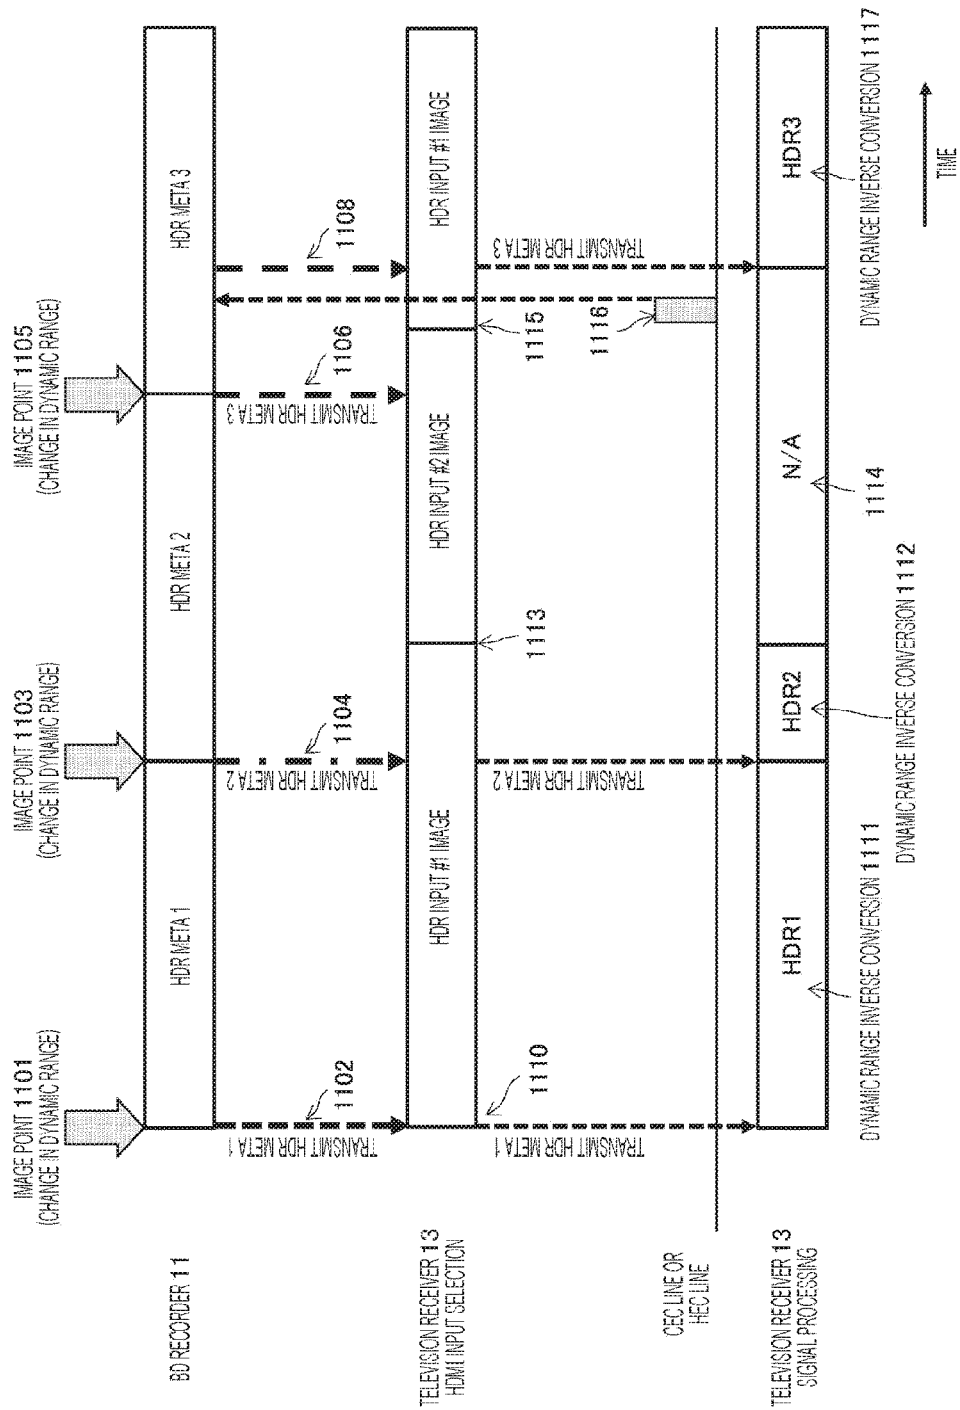 IMAGE POINT 1101
(CHANGE IN DYNAMIC RANGE)
IMAGE POINT 1103
(CHANGE IN DYNAMIC RANGE)
IMAGE POINT 1105
(CHANGE IN DYNAMIC RANGE)
BD RECORDER 11
HDR META 1
HDR META 2
HDR META 3
TRANSMIT HDR META 1
1102
TRANSMIT HDR META 2
1104
TRANSMIT HDR META 3
1106
1108
TELEVISION RECEIVER 13
HDMI INPUT SELECTION
HDR INPUT #1 IMAGE
HDR INPUT #2 IMAGE
HDR INPUT #1 IMAGE
1110
1113
1115
TRANSMIT HDR META 1
TRANSMIT HDR META 2
TRANSMIT HDR META 3
1116
CEC LINE OR
HEC LINE
TELEVISION RECEIVER 13
SIGNAL PROCESSING
HDR1
HDR2
N/A
HDR3
DYNAMIC RANGE INVERSE CONVERSION 1111
DYNAMIC RANGE INVERSE CONVERSION 1112
1114
DYNAMIC RANGE INVERSE CONVERSION 1117
TIME